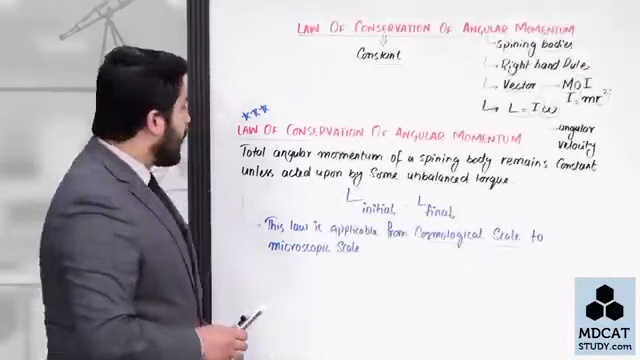 LAW OF CONSERVATION OF ANGULAR MOMENTUM
Constant
spining bodies
Right hand Rule
Vector MOI
I = mr²
L = Iω
angular
velocity
***
LAW OF CONSERVATION OF ANGULAR MOMENTUM
Total angular momentum of a spining body remains constant
unless acted upon by some unbalanced torque.
L initial = L final
This law is applicable from Cosmological Scale to
microscopic Scale
MDCAT
STUDY.com